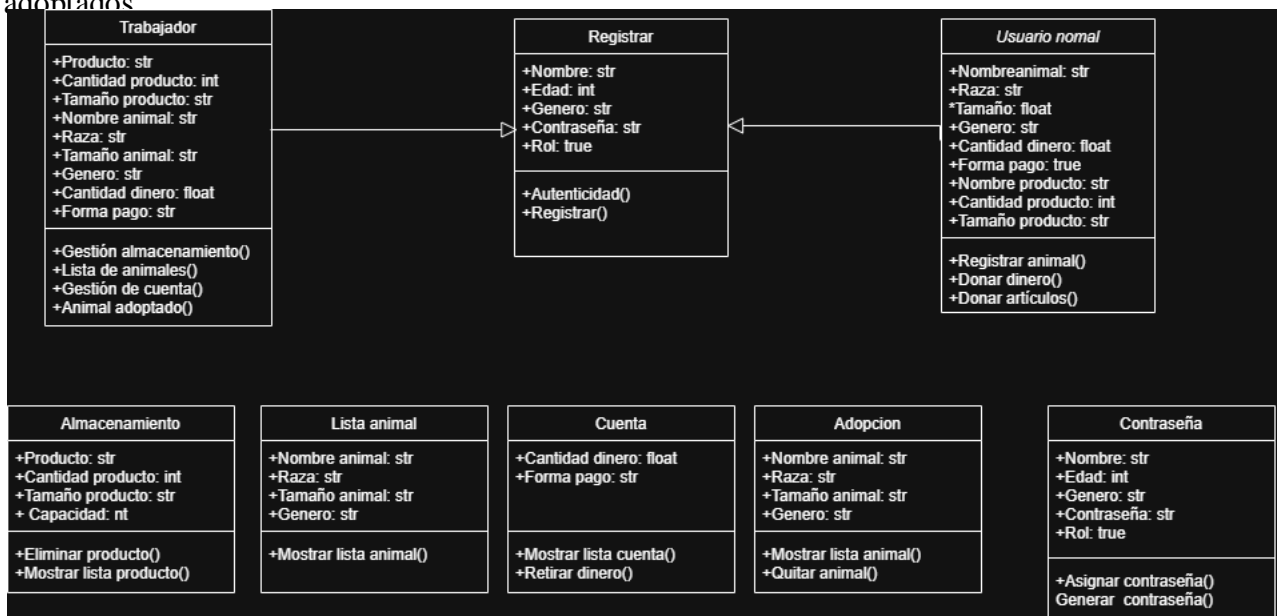 adoptados
Trabajador
+Producto: str
+Cantidad producto: int
+Tamaño producto: str
+Nombre animal: str
+Raza: str
+Tamaño animal: str
+Genero: str
+Cantidad dinero: float
+Forma pago: str
+Gestión almacenamiento()
+Lista de animales()
+Gestión de cuenta()
+Animal adoptado()
Registrar
+Nombre: str
+Edad: int
+Genero: str
+Contraseña: str
+Rol: true
+Autenticidad()
+Registrar()
Usuario nomal
+Nombreanimal: str
+Raza: str
*Tamaño: float
+Genero: str
+Cantidad dinero: float
+Forma pago: true
+Nombre producto: str
+Cantidad producto: int
+Tamaño producto: str
+Registrar animal()
+Donar dinero()
+Donar artículos()
Almacenamiento
+Producto: str
+Cantidad producto: int
+Tamaño producto: str
+ Capacidad: nt
+Eliminar producto()
+Mostrar lista producto()
Lista animal
+Nombre animal: str
+Raza: str
+Tamaño animal: str
+Genero: str
+Mostrar lista animal()
Cuenta
+Cantidad dinero: float
+Forma pago: str
+Mostrar lista cuenta()
+Retirar dinero()
Adopcion
+Nombre animal: str
+Raza: str
+Tamaño animal: str
+Genero: str
+Mostrar lista animal()
+Quitar animal()
Contraseña
+Nombre: str
+Edad: int
+Genero: str
+Contraseña: str
+Rol: true
+Asignar contraseña()
Generar contraseña()